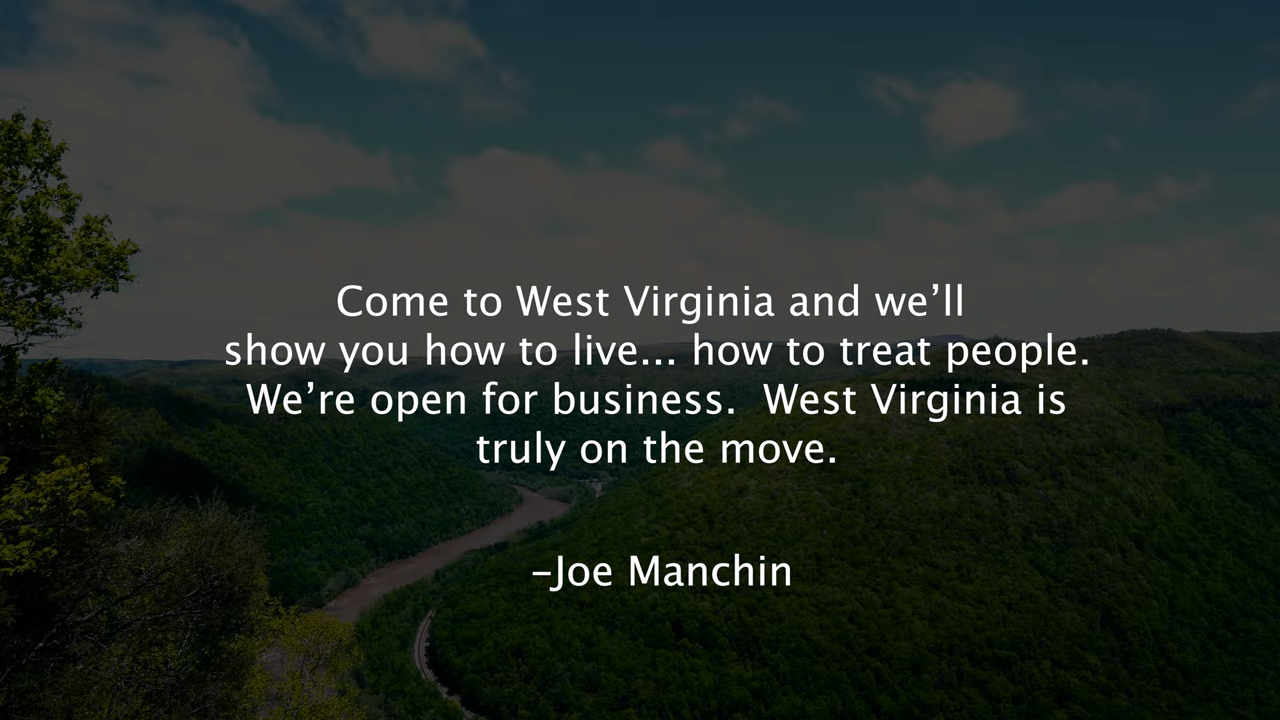 Come to West Virginia and we’ll
show you how to live... how to treat people.
We’re open for business.  West Virginia is
truly on the move.
–Joe Manchin